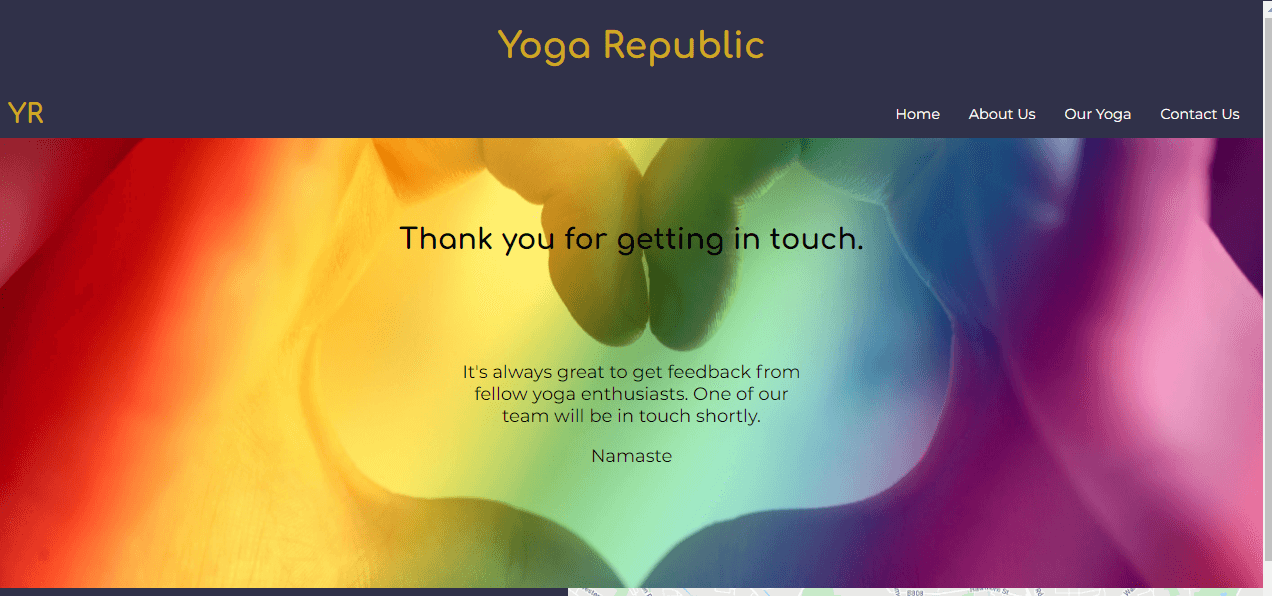 Yoga Republic
YR
Home About Us Our Yoga Contact Us
Thank you for getting in touch.
It's always great to get feedback from
fellow yoga enthusiasts. One of our
team will be in touch shortly.
Namaste